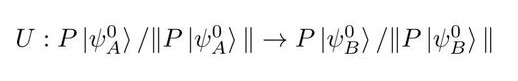 U : P |ψ_A^0⟩ /‖P |ψ_A^0⟩ ‖ → P |ψ_B^0⟩ /‖P |ψ_B^0⟩ ‖